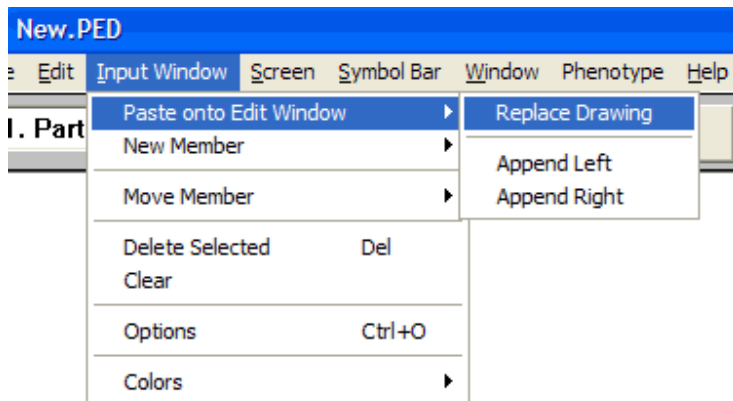 New.PED
Edit Input Window Screen Symbol Bar Window Phenotype Help
1. Part
Paste onto Edit Window
New Member
Move Member
Delete Selected Del
Clear
Options Ctrl+O
Colors
Replace Drawing
Append Left
Append Right